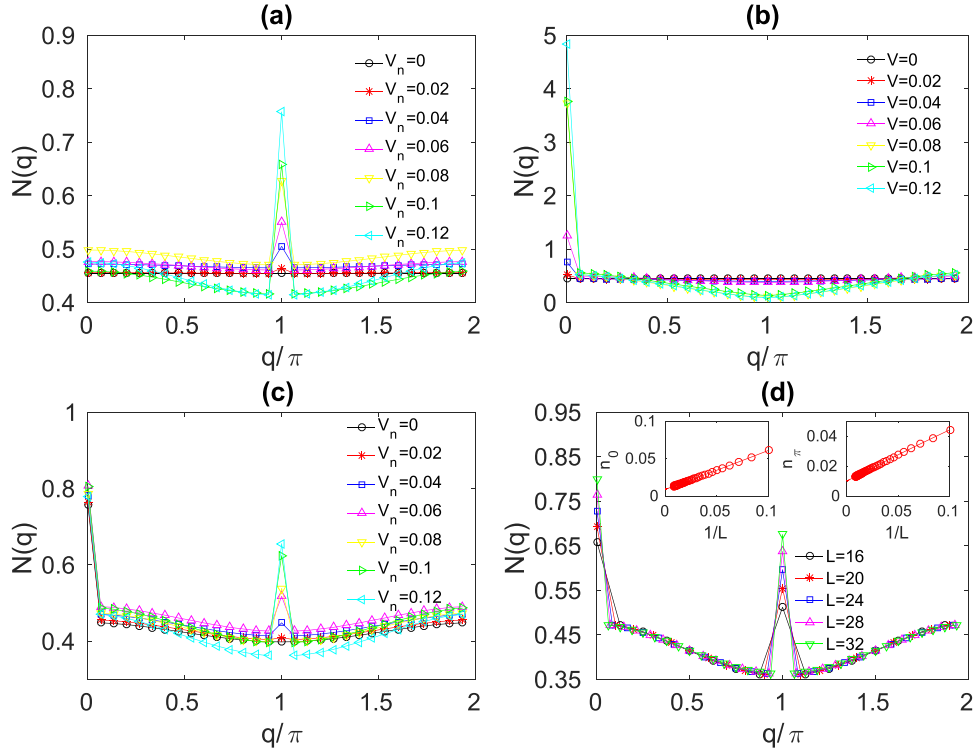 (a)
0.9
0.8
0.7
0.6
0.5
0.4
N(q)
0 0.5 1 1.5 2
q/π
V_n=0
V_n=0.02
V_n=0.04
V_n=0.06
V_n=0.08
V_n=0.1
V_n=0.12
(b)
5
4
3
2
1
0
N(q)
0 0.5 1 1.5 2
q/π
V=0
V=0.02
V=0.04
V=0.06
V=0.08
V=0.1
V=0.12
(c)
1
0.8
0.6
0.4
N(q)
0 0.5 1 1.5 2
q/π
V_n=0
V_n=0.02
V_n=0.04
V_n=0.06
V_n=0.08
V_n=0.1
V_n=0.12
(d)
0.95
0.85
0.75
0.65
0.55
0.45
0.35
N(q)
0 0.5 1 1.5 2
q/π
0.1
0.05
0
n_0
0 0.05 0.1
1/L
0.04
0.02
0
n_π
0 0.05 0.1
1/L
L=16
L=20
L=24
L=28
L=32